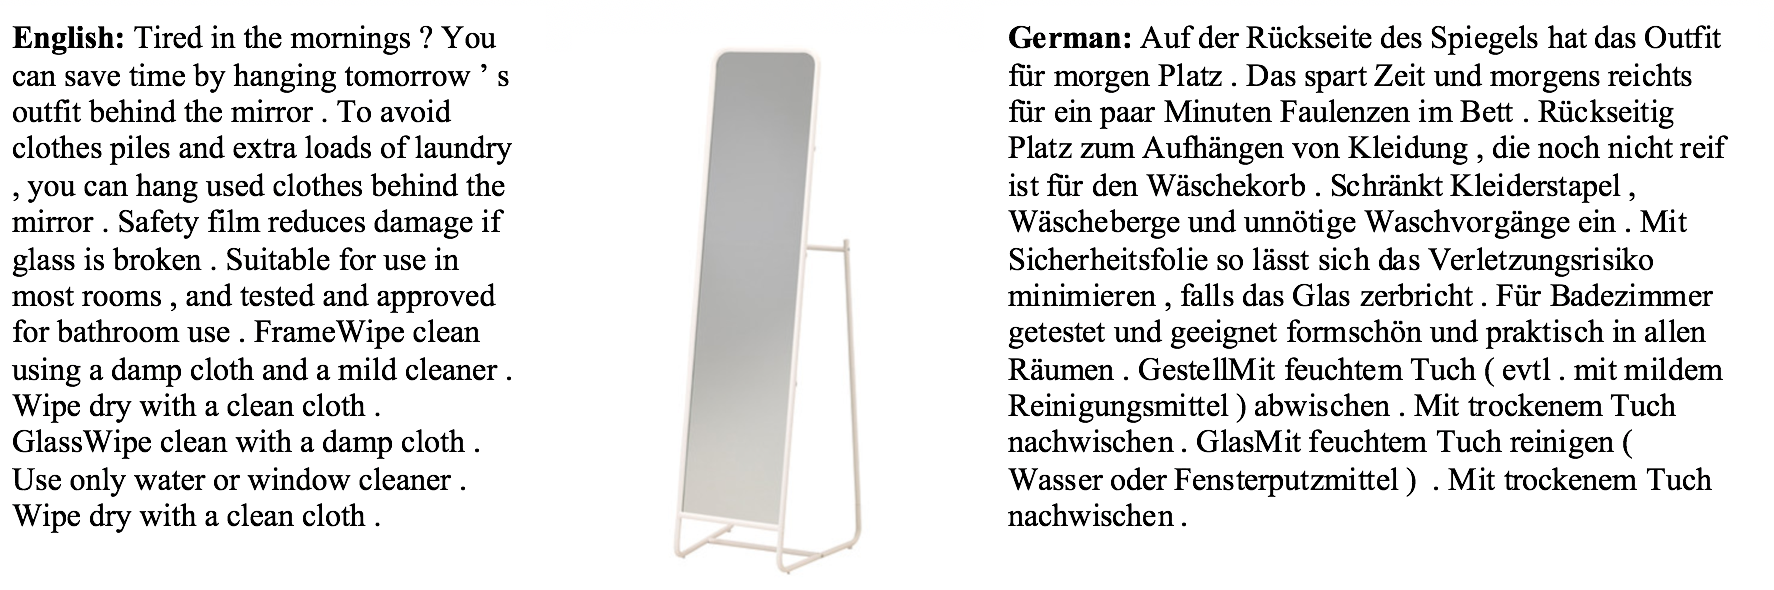 English: Tired in the mornings ? You
can save time by hanging tomorrow ’ s
outfit behind the mirror . To avoid
clothes piles and extra loads of laundry
, you can hang used clothes behind the
mirror . Safety film reduces damage if
glass is broken . Suitable for use in
most rooms , and tested and approved
for bathroom use . FrameWipe clean
using a damp cloth and a mild cleaner .
Wipe dry with a clean cloth .
GlassWipe clean with a damp cloth .
Use only water or window cleaner .
Wipe dry with a clean cloth .
German: Auf der Rückseite des Spiegels hat das Outfit
für morgen Platz . Das spart Zeit und morgens reichts
für ein paar Minuten Faulenzen im Bett . Rückseitig
Platz zum Aufhängen von Kleidung , die noch nicht reif
ist für den Wäschekorb . Schränkt Kleiderstapel ,
Wäscheberge und unnötige Waschvorgänge ein . Mit
Sicherheitsfolie so lässt sich das Verletzungsrisiko
minimieren , falls das Glas zerbricht . Für Badezimmer
getestet und geeignet formschön und praktisch in allen
Räumen . GestellMit feuchtem Tuch ( evtl . mit mildem
Reinigungsmittel ) abwischen . Mit trockenem Tuch
nachwischen . GlasMit feuchtem Tuch reinigen (
Wasser oder Fensterputzmittel ) . Mit trockenem Tuch
nachwischen .